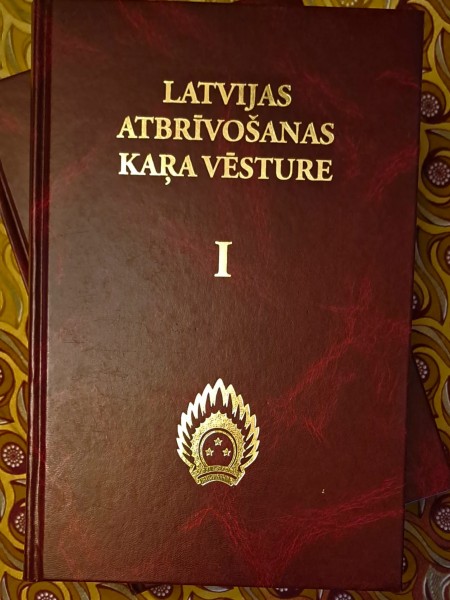 LATVIJAS
ATBRĪVOŠANAS
KAŖA VĒSTURE
I